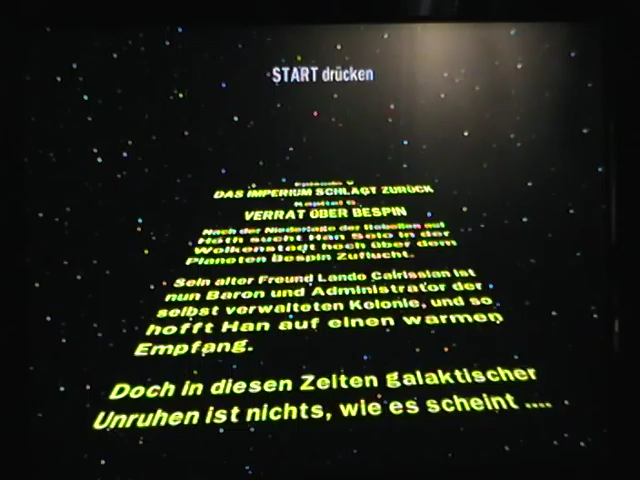 START drücken
Episode V
DAS IMPERIUM SCHLÄGT ZURÜCK
Kapitel
VERRAT ÜBER BESPIN
Nach der Niederlage der Rebellen auf
Hoth sucht Han Solo in der
Wolkenstadt hoch über dem
Planeten Bespin Zuflucht.
Sein alter Freund Lando Calrissian ist
nun Baron und Administrator der
selbst verwalteten Kolonie, und so
hofft Han auf einen warmen
Empfang.
Doch in diesen Zeiten galaktischer
Unruhen ist nichts, wie es scheint ....